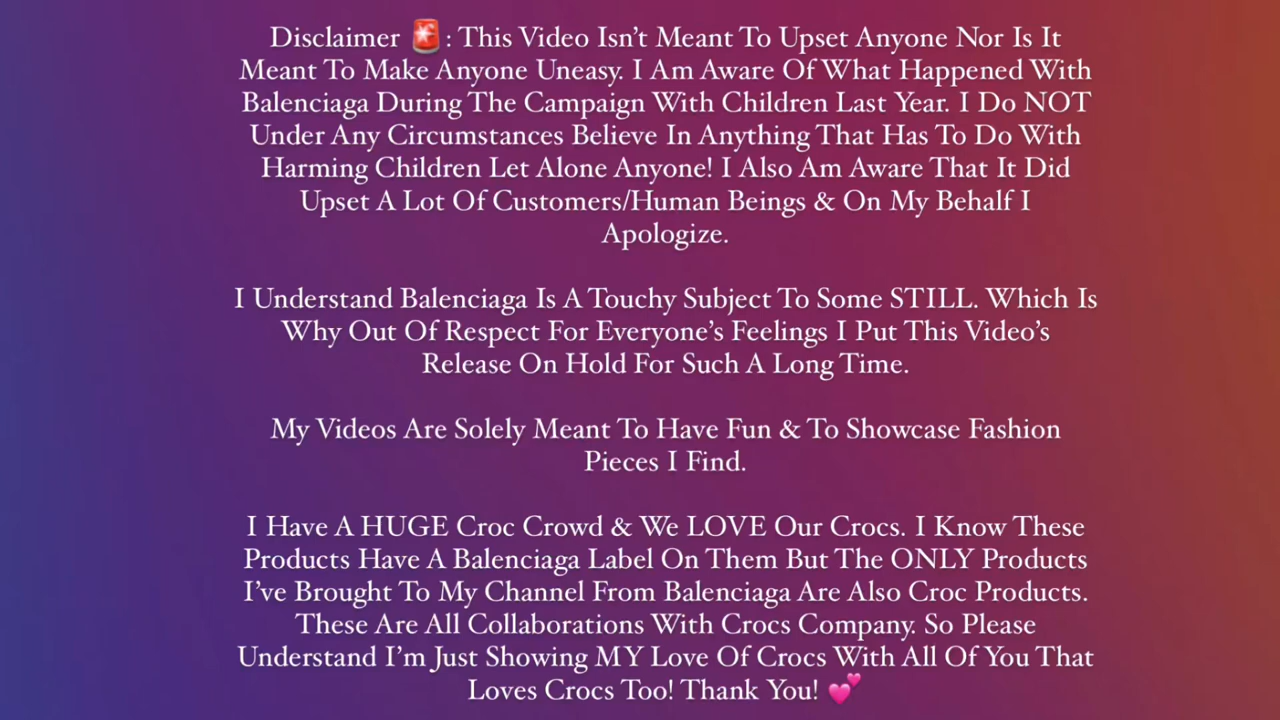 Disclaimer 🚨: This Video Isn't Meant To Upset Anyone Nor Is It
Meant To Make Anyone Uneasy. I Am Aware Of What Happened With
Balenciaga During The Campaign With Children Last Year. I Do NOT
Under Any Circumstances Believe In Anything That Has To Do With
Harming Children Let Alone Anyone! I Also Am Aware That It Did
Upset A Lot Of Customers/Human Beings & On My Behalf I
Apologize.
I Understand Balenciaga Is A Touchy Subject To Some STILL. Which Is
Why Out Of Respect For Everyone's Feelings I Put This Video's
Release On Hold For Such A Long Time.
My Videos Are Solely Meant To Have Fun & To Showcase Fashion
Pieces I Find.
I Have A HUGE Croc Crowd & We LOVE Our Crocs. I Know These
Products Have A Balenciaga Label On Them But The ONLY Products
I've Brought To My Channel From Balenciaga Are Also Croc Products.
These Are All Collaborations With Crocs Company. So Please
Understand I'm Just Showing MY Love Of Crocs With All Of You That
Loves Crocs Too! Thank You! 💕